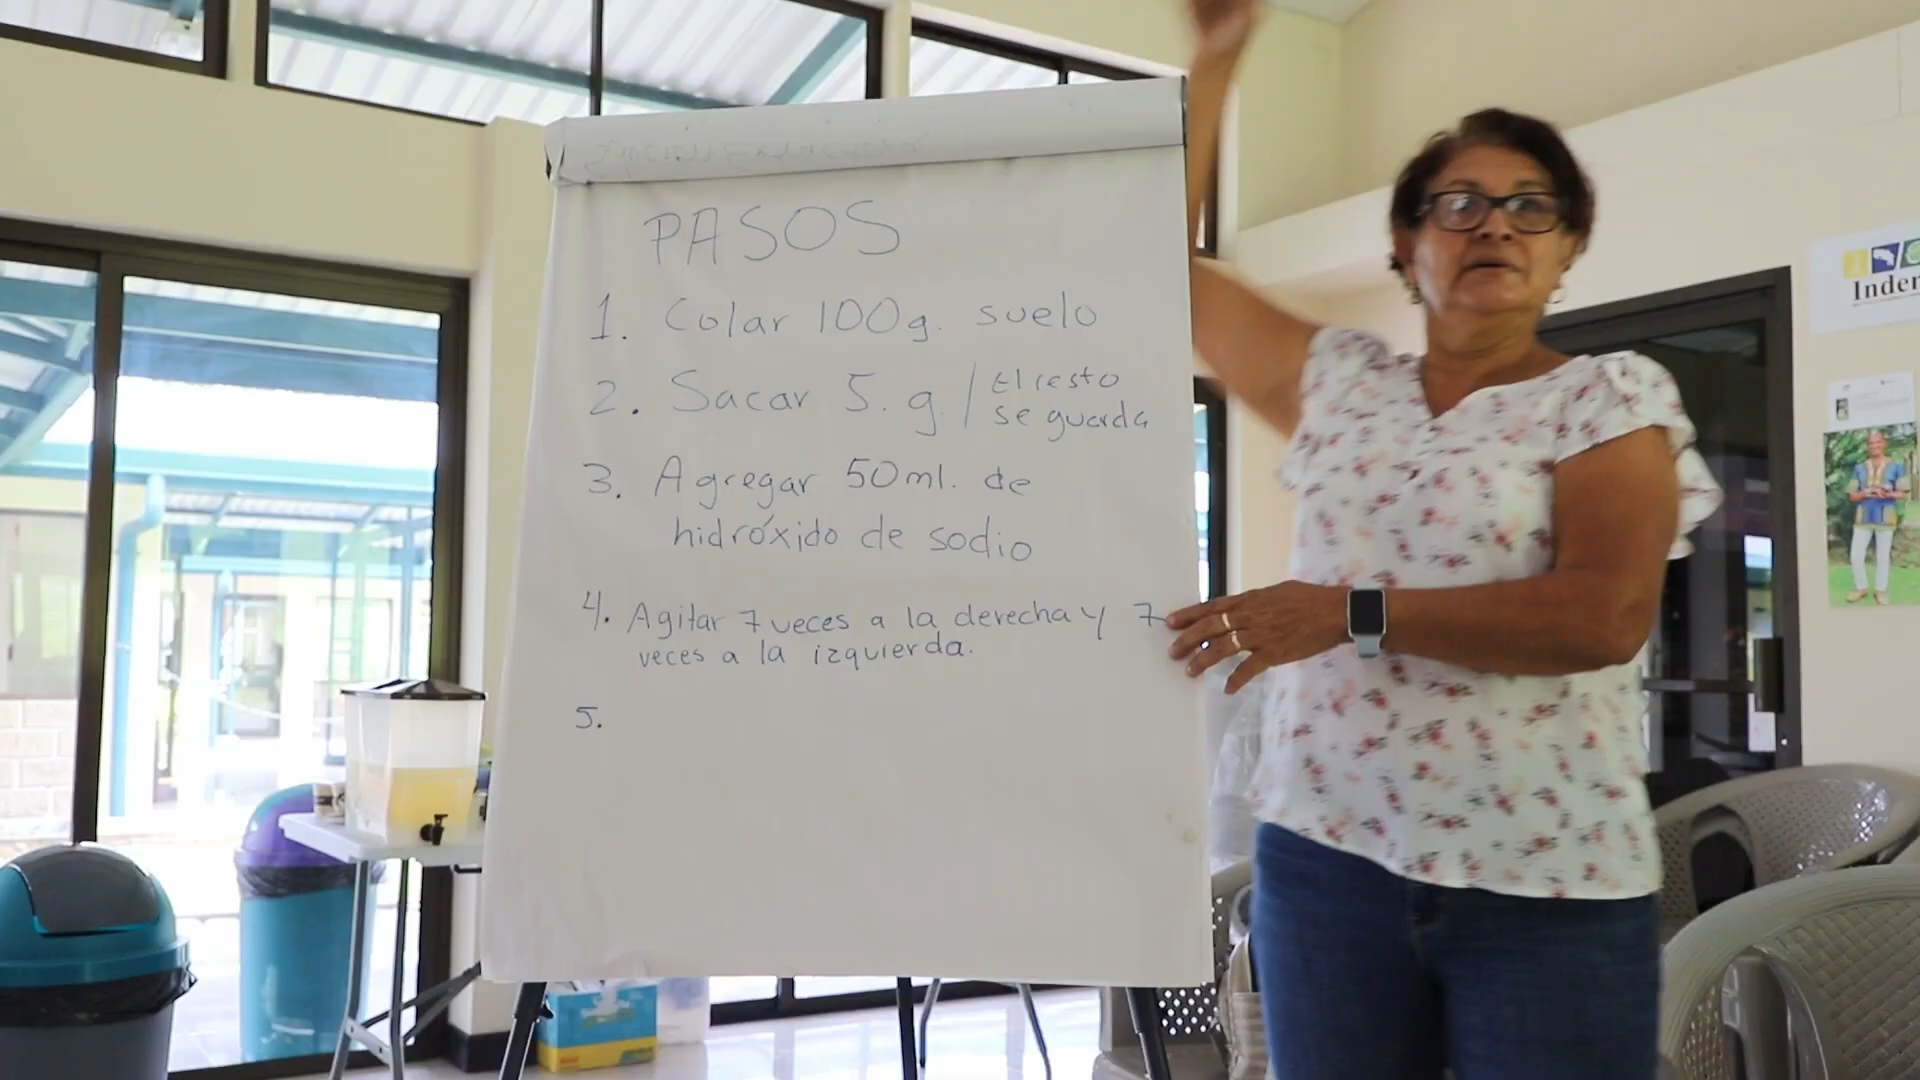 PASOS
1. Colar 100g. suelo
2. Sacar 5. g. / El resto
se guarda
3. Agregar 50ml. de
hidróxido de sodio
4. Agitar 7 veces a la derecha y 7
veces a la izquierda.
5.
Inder